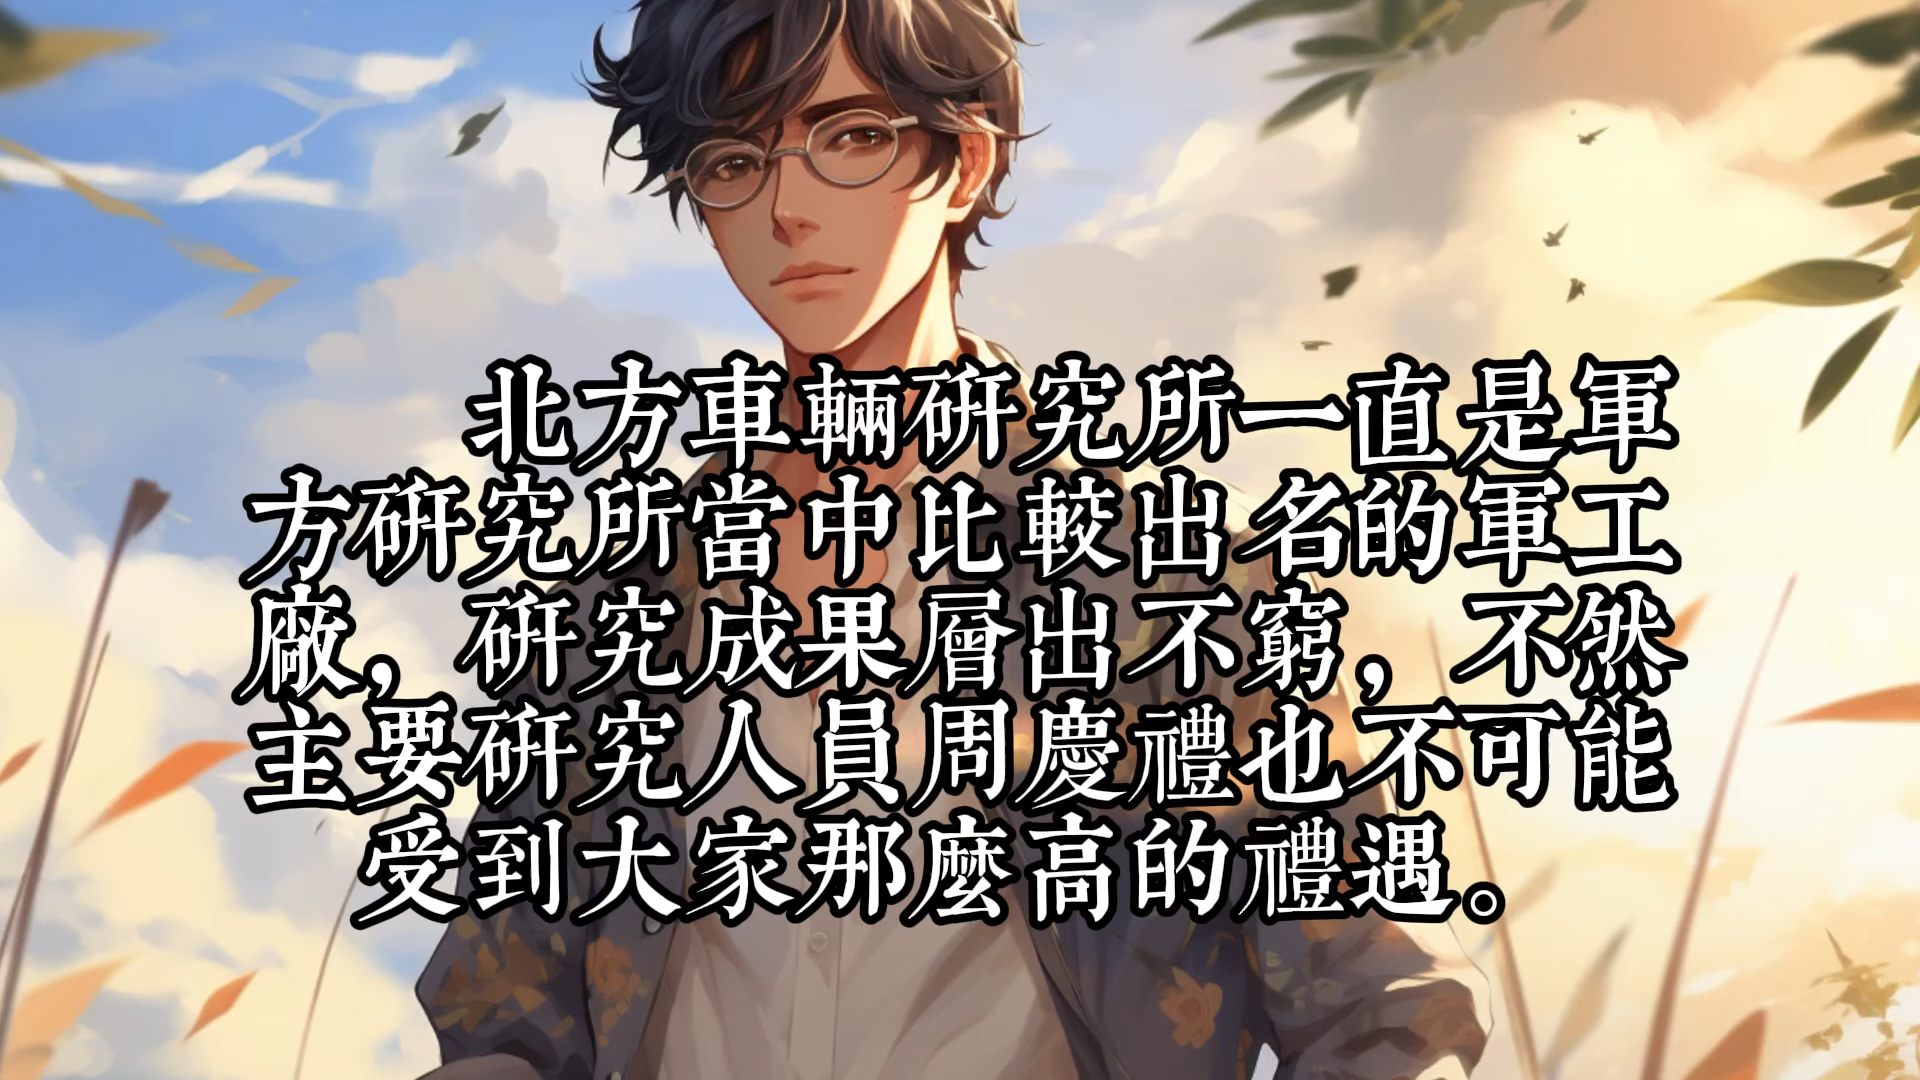 北方車輛研究所一直是軍
方研究所當中比較出名的軍工
廠，研究成果層出不窮，不然
主要研究人員周慶禮也不可能
受到大家那麼高的禮遇。